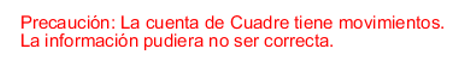 Precaución: La cuenta de Cuadre tiene movimientos.
La información pudiera no ser correcta.